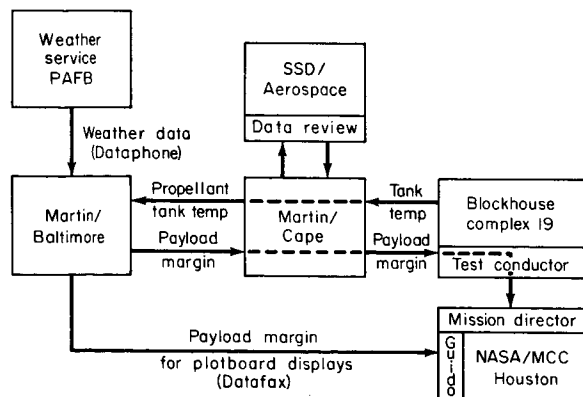 Weather
service
PAFB
SSD/
Aerospace
Data review
Weather data
(Dataphone)
Martin/
Baltimore
Propellant
tank temp
Payload
margin
Martin/
Cape
Tank
temp
Payload
margin
Blockhouse
complex 19
Test conductor
Mission director
Guido
NASA/MCC
Houston
Payload margin
for plotboard displays
(Datafax)